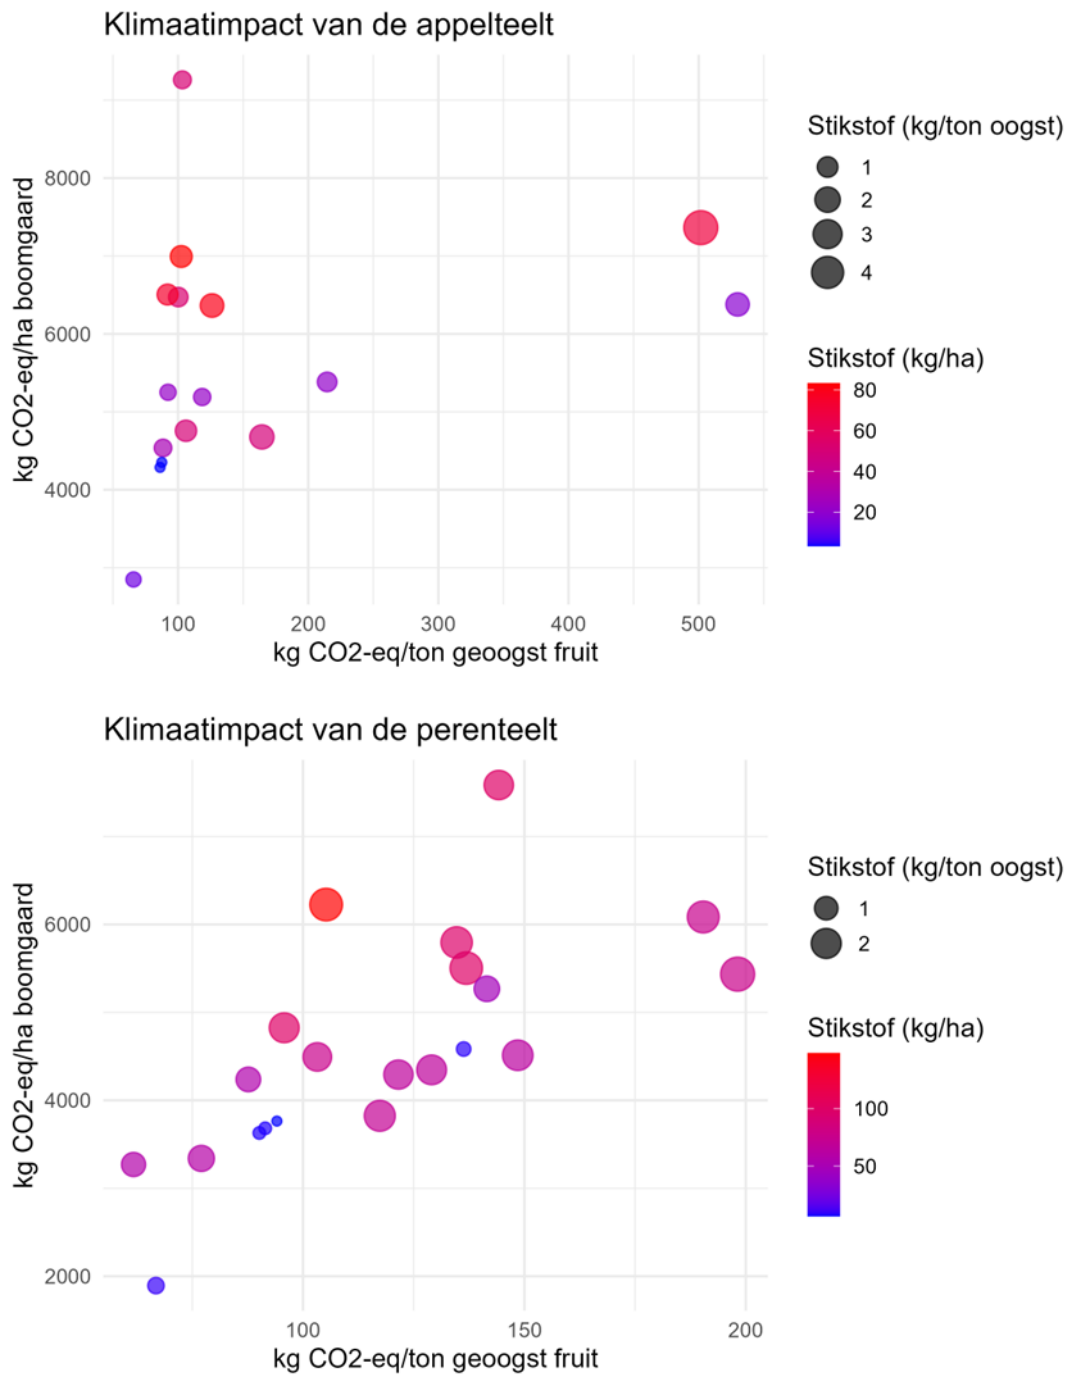 Klimaatimpact van de appelteelt
kg CO2-eq/ha boomgaard
8000
6000
4000
100 200 300 400 500
kg CO2-eq/ton geoogst fruit
Stikstof (kg/ton oogst)
1
2
3
4
Stikstof (kg/ha)
80
60
40
20
Klimaatimpact van de perenteelt
kg CO2-eq/ha boomgaard
6000
4000
2000
100 150 200
kg CO2-eq/ton geoogst fruit
Stikstof (kg/ton oogst)
1
2
Stikstof (kg/ha)
100
50